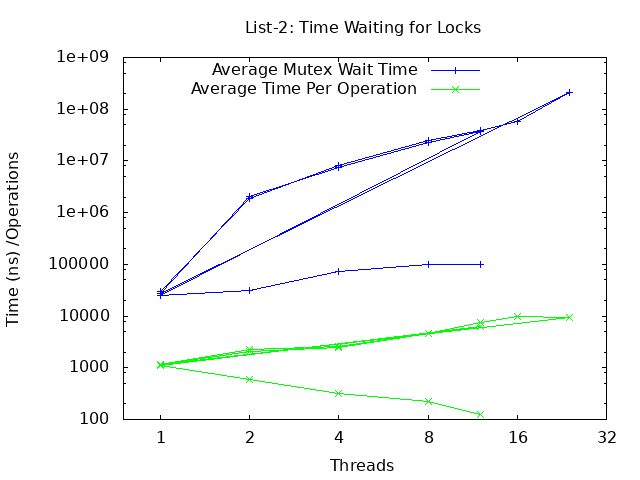 List-2: Time Waiting for Locks
Average Mutex Wait Time
Average Time Per Operation
Time (ns) /Operations
1e+09
1e+08
1e+07
1e+06
100000
10000
1000
100
1 2 4 8 16 32
Threads